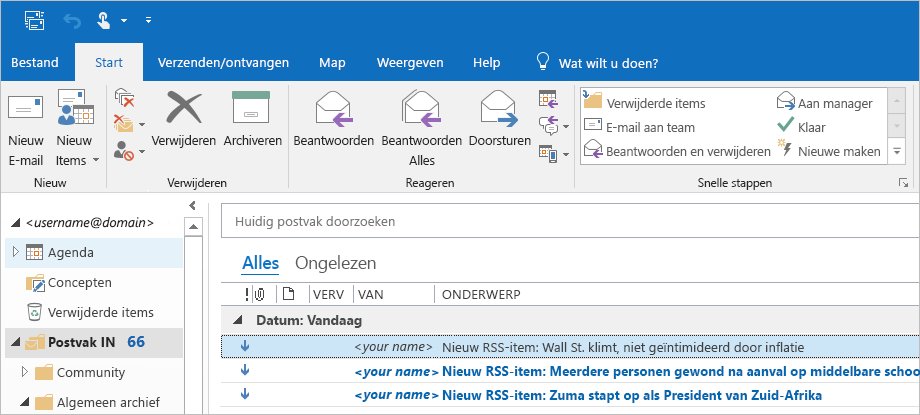 Bestand Start Verzenden/ontvangen Map Weergeven Help Wat wilt u doen?
Nieuw E-mail
Nieuw Items
Nieuw
Verwijderen
Archiveren
Verwijderen
Beantwoorden
Beantwoorden Alles
Doorsturen
Reageren
Verwijderde items
E-mail aan team
Beantwoorden en verwijderen
Aan manager
Klaar
Nieuwe maken
Snelle stappen
<username@domain>
Agenda
Concepten
Verwijderde items
Postvak IN 66
Community
Algemeen archief
Huidig postvak doorzoeken
Alles Ongelezen
! VERV VAN ONDERWERP
Datum: Vandaag
<your name> Nieuw RSS-item: Wall St. klimt, niet geïntimideerd door inflatie
<your name> Nieuw RSS-item: Meerdere personen gewond na aanval op middelbare schoo
<your name> Nieuw RSS-item: Zuma stapt op als President van Zuid-Afrika